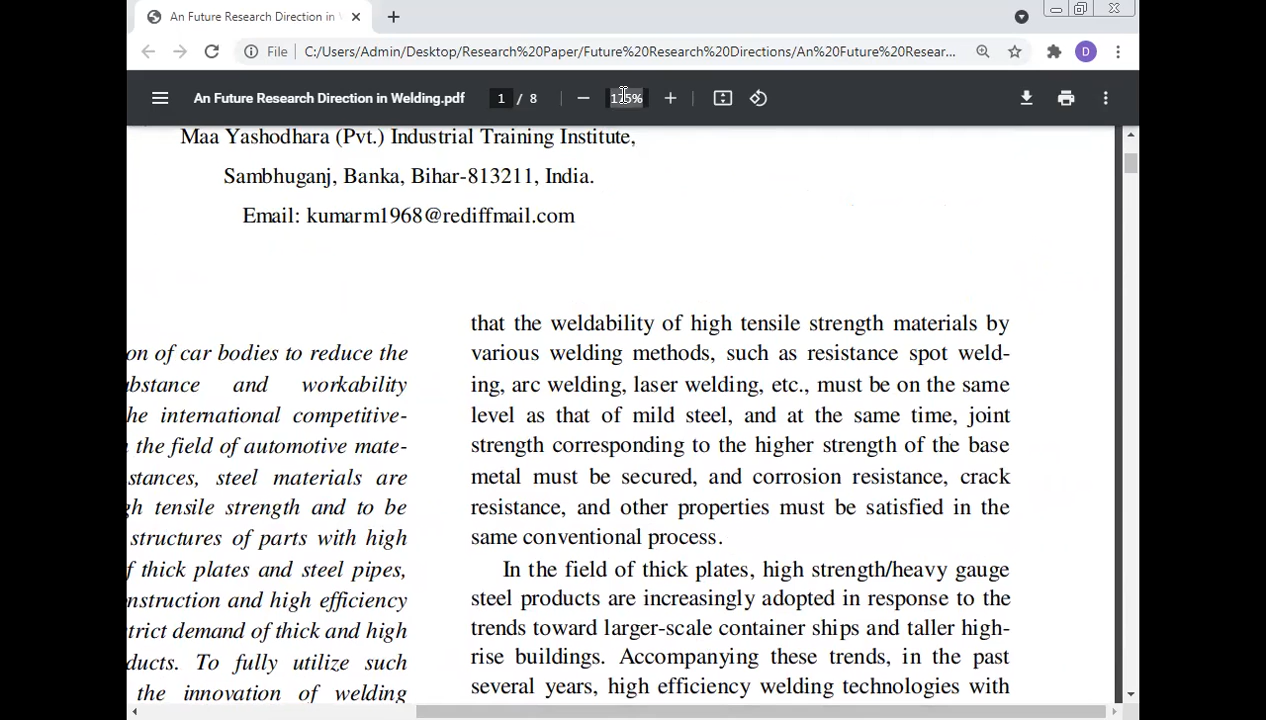 An Future Research Direction in
File C:/Users/Admin/Desktop/Research%20Paper/Future%20Research%20Directions/An%20Future%20Resear...
D
An Future Research Direction in Welding.pdf 1 / 8 175%
Maa Yashodhara (Pvt.) Industrial Training Institute,
Sambhuganj, Banka, Bihar-813211, India.
Email: kumarm1968@rediffmail.com
on of car bodies to reduce the
ubstance and workability
he international competitive-
the field of automotive mate-
stances, steel materials are
gh tensile strength and to be
structures of parts with high
f thick plates and steel pipes,
nstruction and high efficiency
trict demand of thick and high
ducts. To fully utilize such
the innovation of welding
that the weldability of high tensile strength materials by
various welding methods, such as resistance spot weld-
ing, arc welding, laser welding, etc., must be on the same
level as that of mild steel, and at the same time, joint
strength corresponding to the higher strength of the base
metal must be secured, and corrosion resistance, crack
resistance, and other properties must be satisfied in the
same conventional process.
In the field of thick plates, high strength/heavy gauge
steel products are increasingly adopted in response to the
trends toward larger-scale container ships and taller high-
rise buildings. Accompanying these trends, in the past
several years, high efficiency welding technologies with